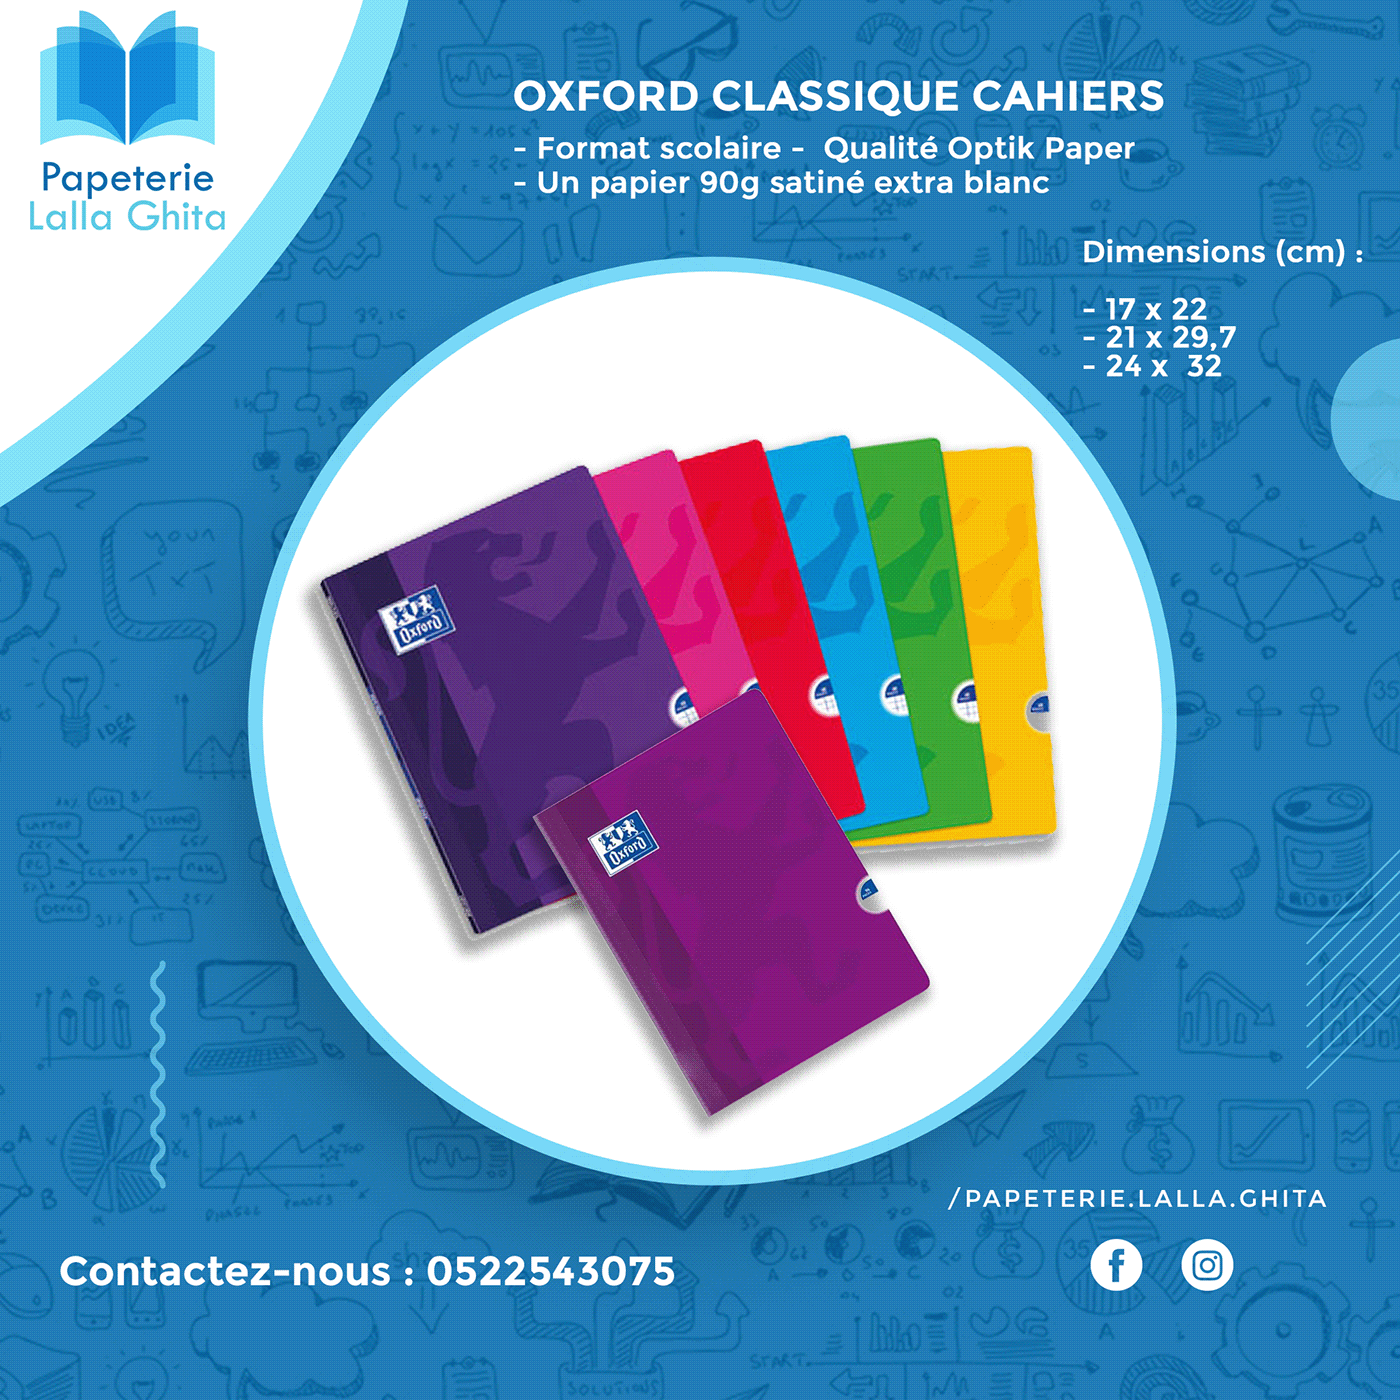 Papeterie
Lalla Ghita
OXFORD CLASSIQUE CAHIERS
- Format scolaire - Qualité Optik Paper
- Un papier 90g satiné extra blanc
Dimensions (cm) :
- 17 x 22
- 21 x 29,7
- 24 x 32
Oxford
Oxford
/PAPETERIE.LALLA.GHITA
Contactez-nous : 0522543075